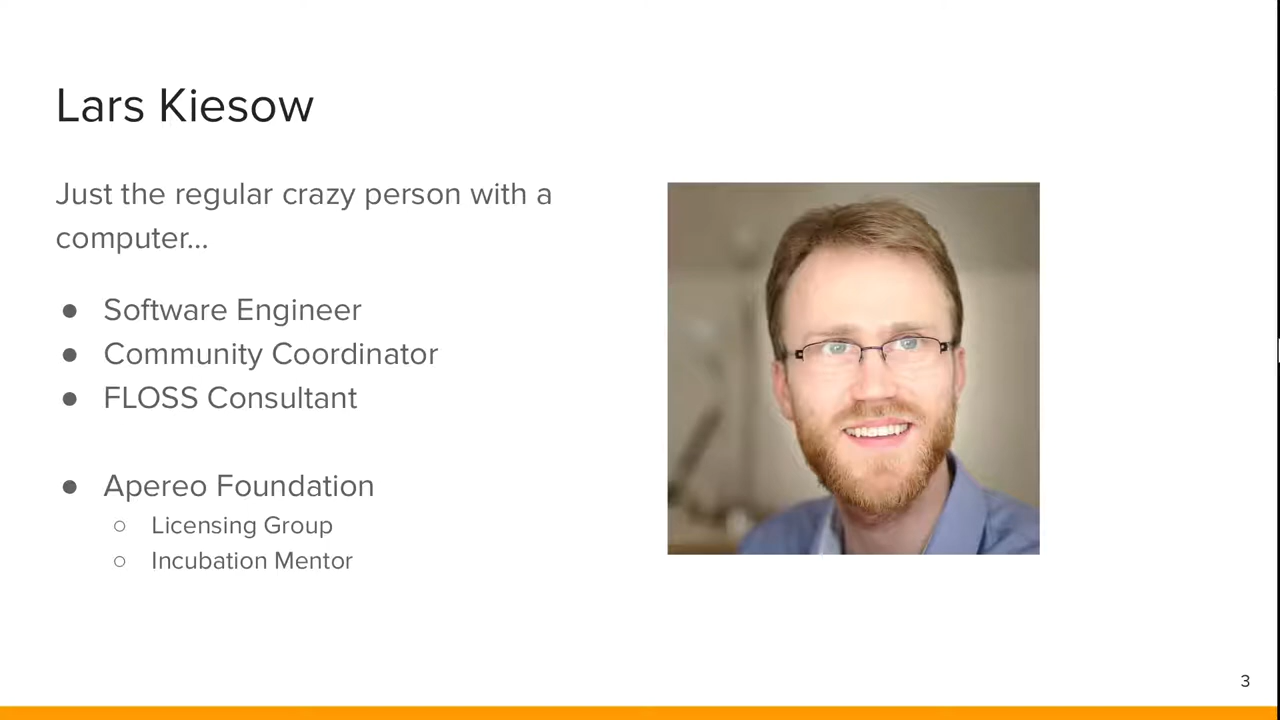 Lars Kiesow
Just the regular crazy person with a
computer...
● Software Engineer
● Community Coordinator
● FLOSS Consultant
● Apereo Foundation
○ Licensing Group
○ Incubation Mentor
3